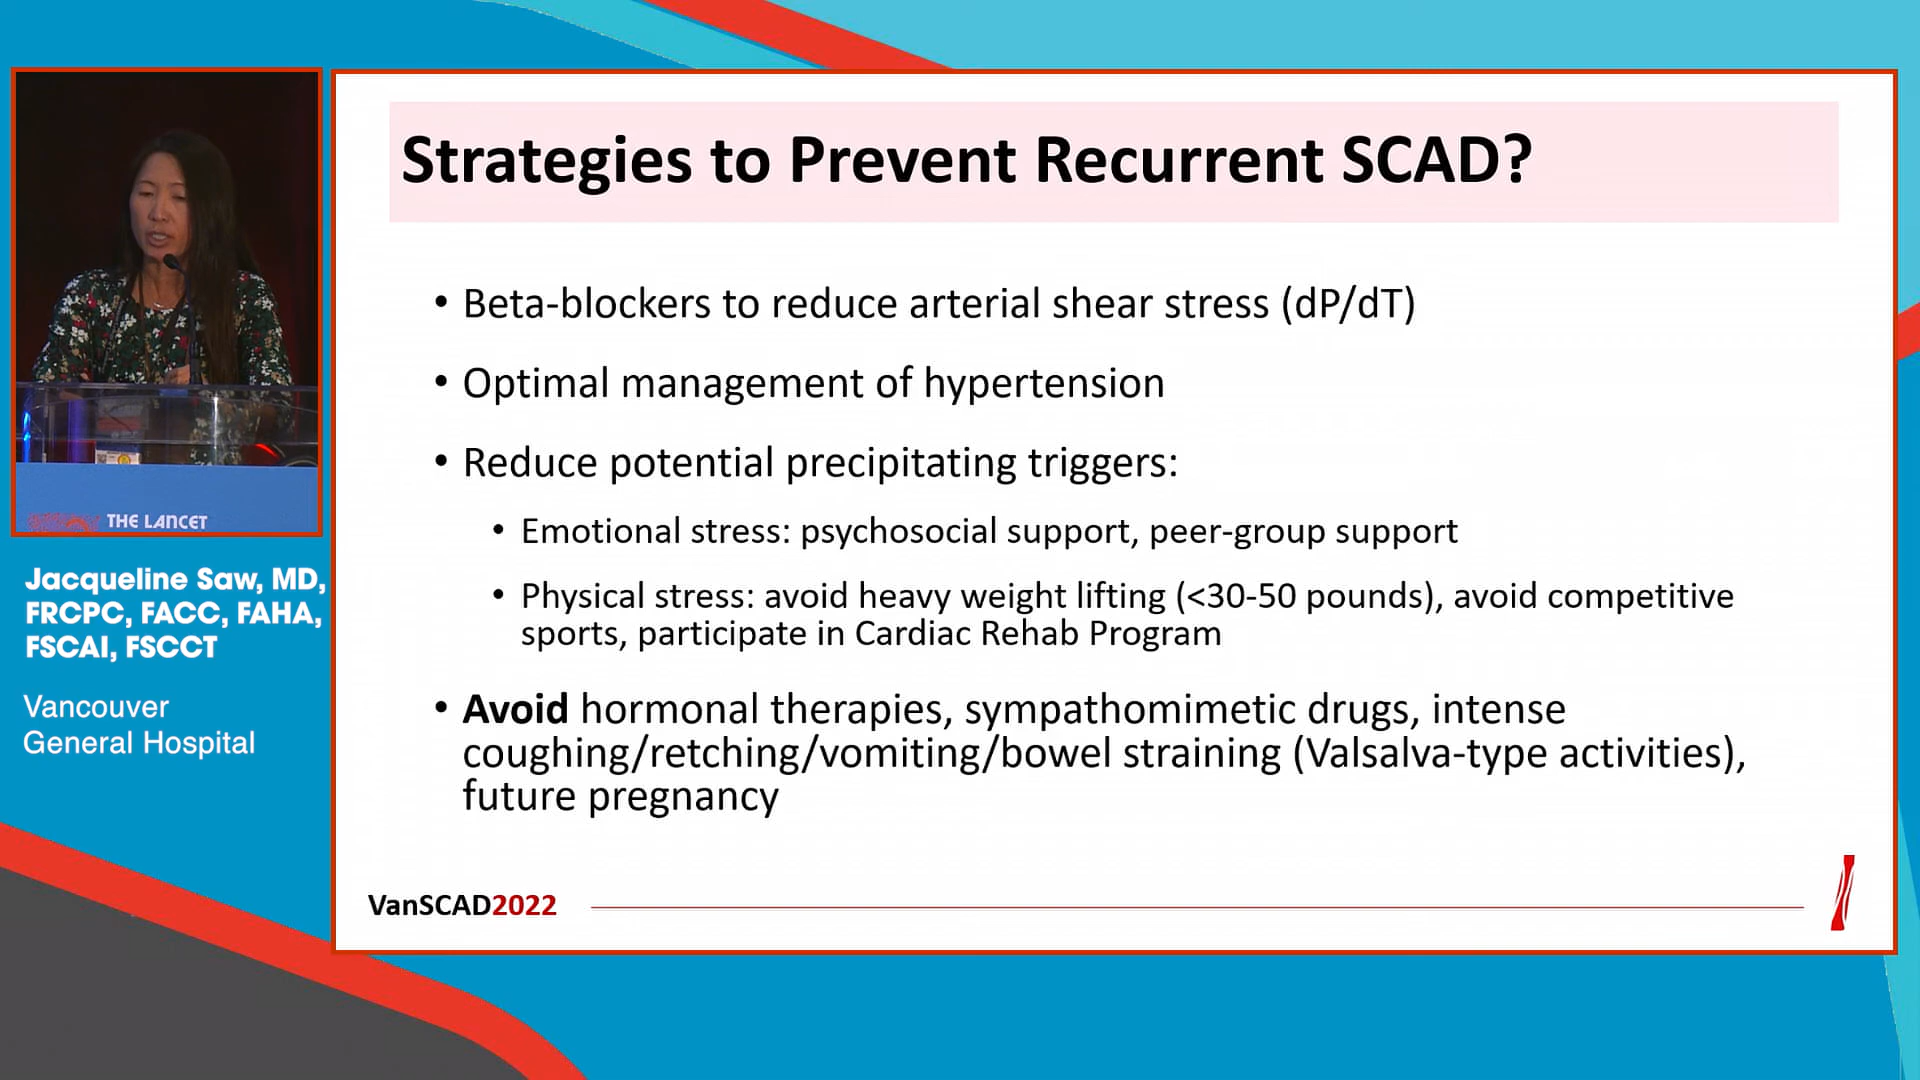 Strategies to Prevent Recurrent SCAD?
• Beta-blockers to reduce arterial shear stress (dP/dT)
• Optimal management of hypertension
• Reduce potential precipitating triggers:
• Emotional stress: psychosocial support, peer-group support
• Physical stress: avoid heavy weight lifting (<30-50 pounds), avoid competitive
sports, participate in Cardiac Rehab Program
• Avoid hormonal therapies, sympathomimetic drugs, intense
coughing/retching/vomiting/bowel straining (Valsalva-type activities),
future pregnancy
VanSCAD2022
THE LANCET
Jacqueline Saw, MD,
FRCPC, FACC, FAHA,
FSCAI, FSCCT
Vancouver
General Hospital